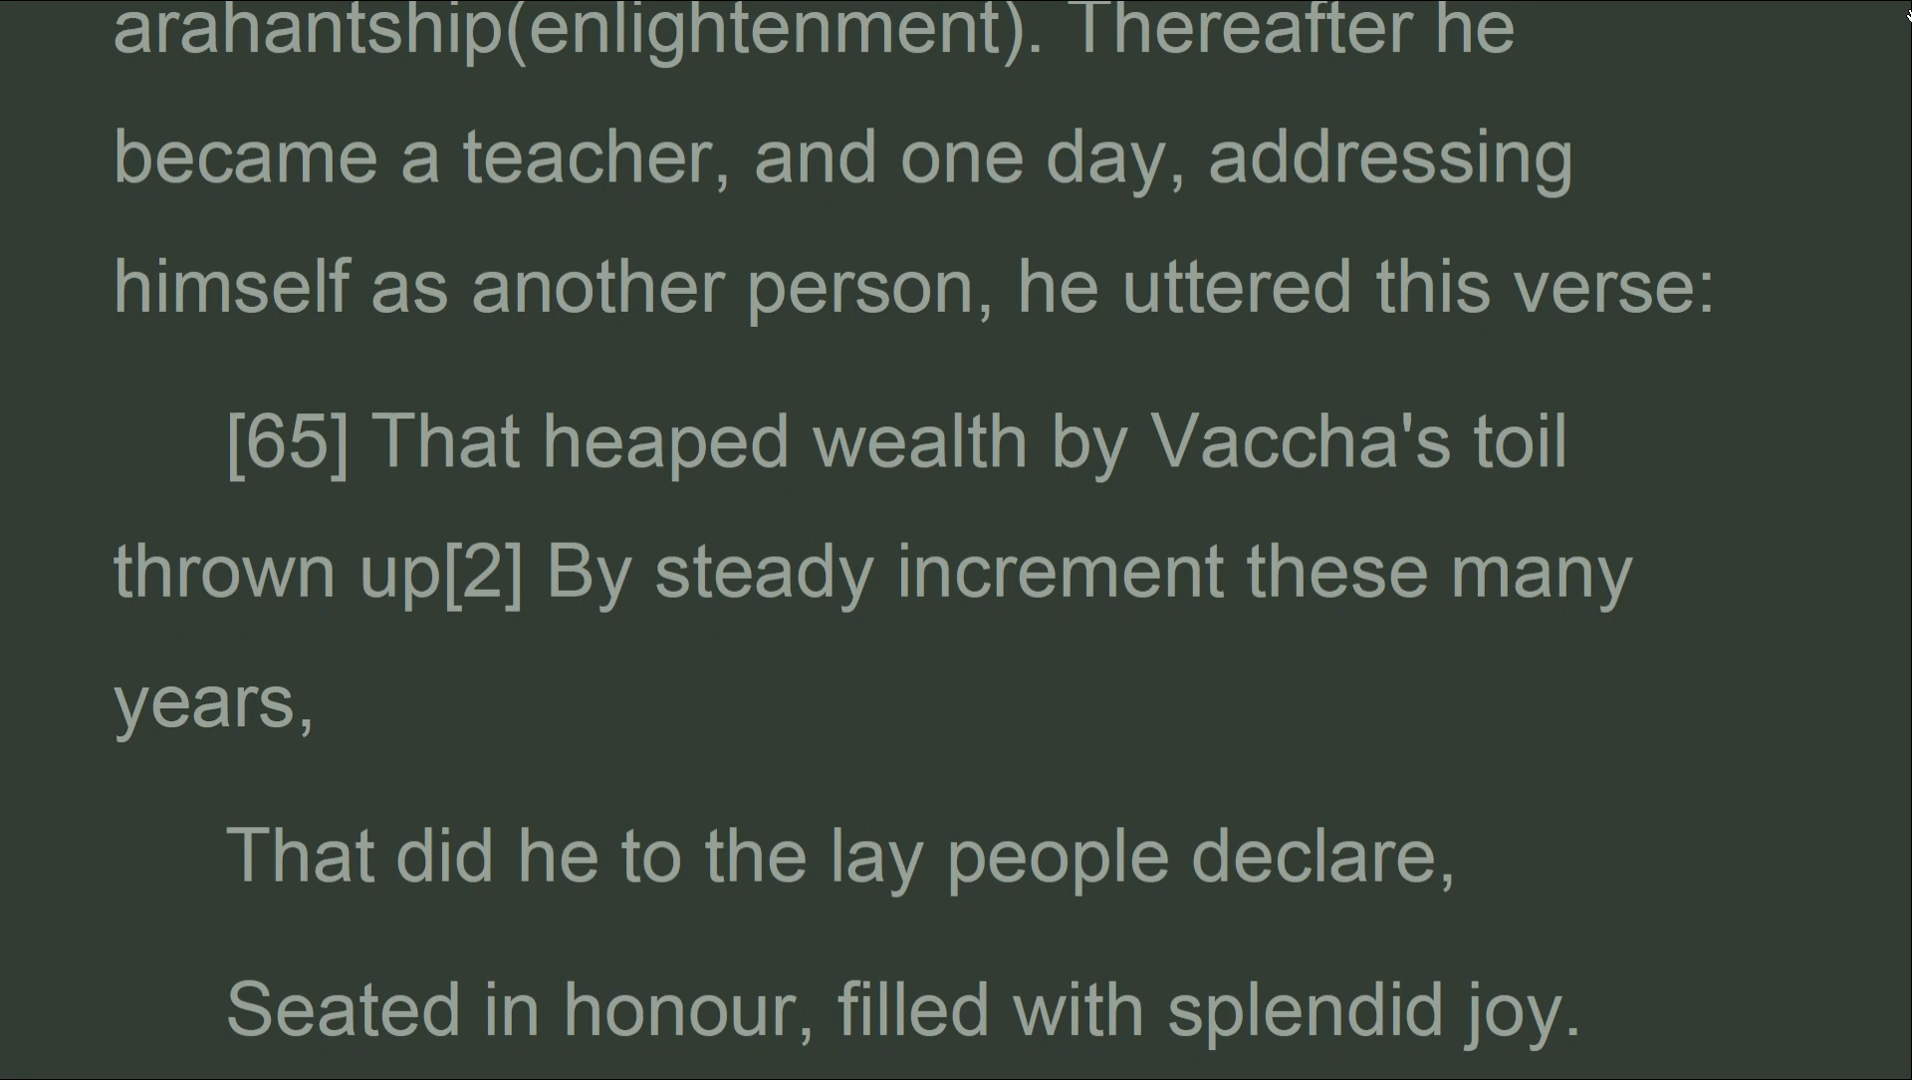 arahantship(enlightenment). Thereafter he
became a teacher, and one day, addressing
himself as another person, he uttered this verse:
[65] That heaped wealth by Vaccha's toil
thrown up[2] By steady increment these many
years,
That did he to the lay people declare,
Seated in honour, filled with splendid joy.